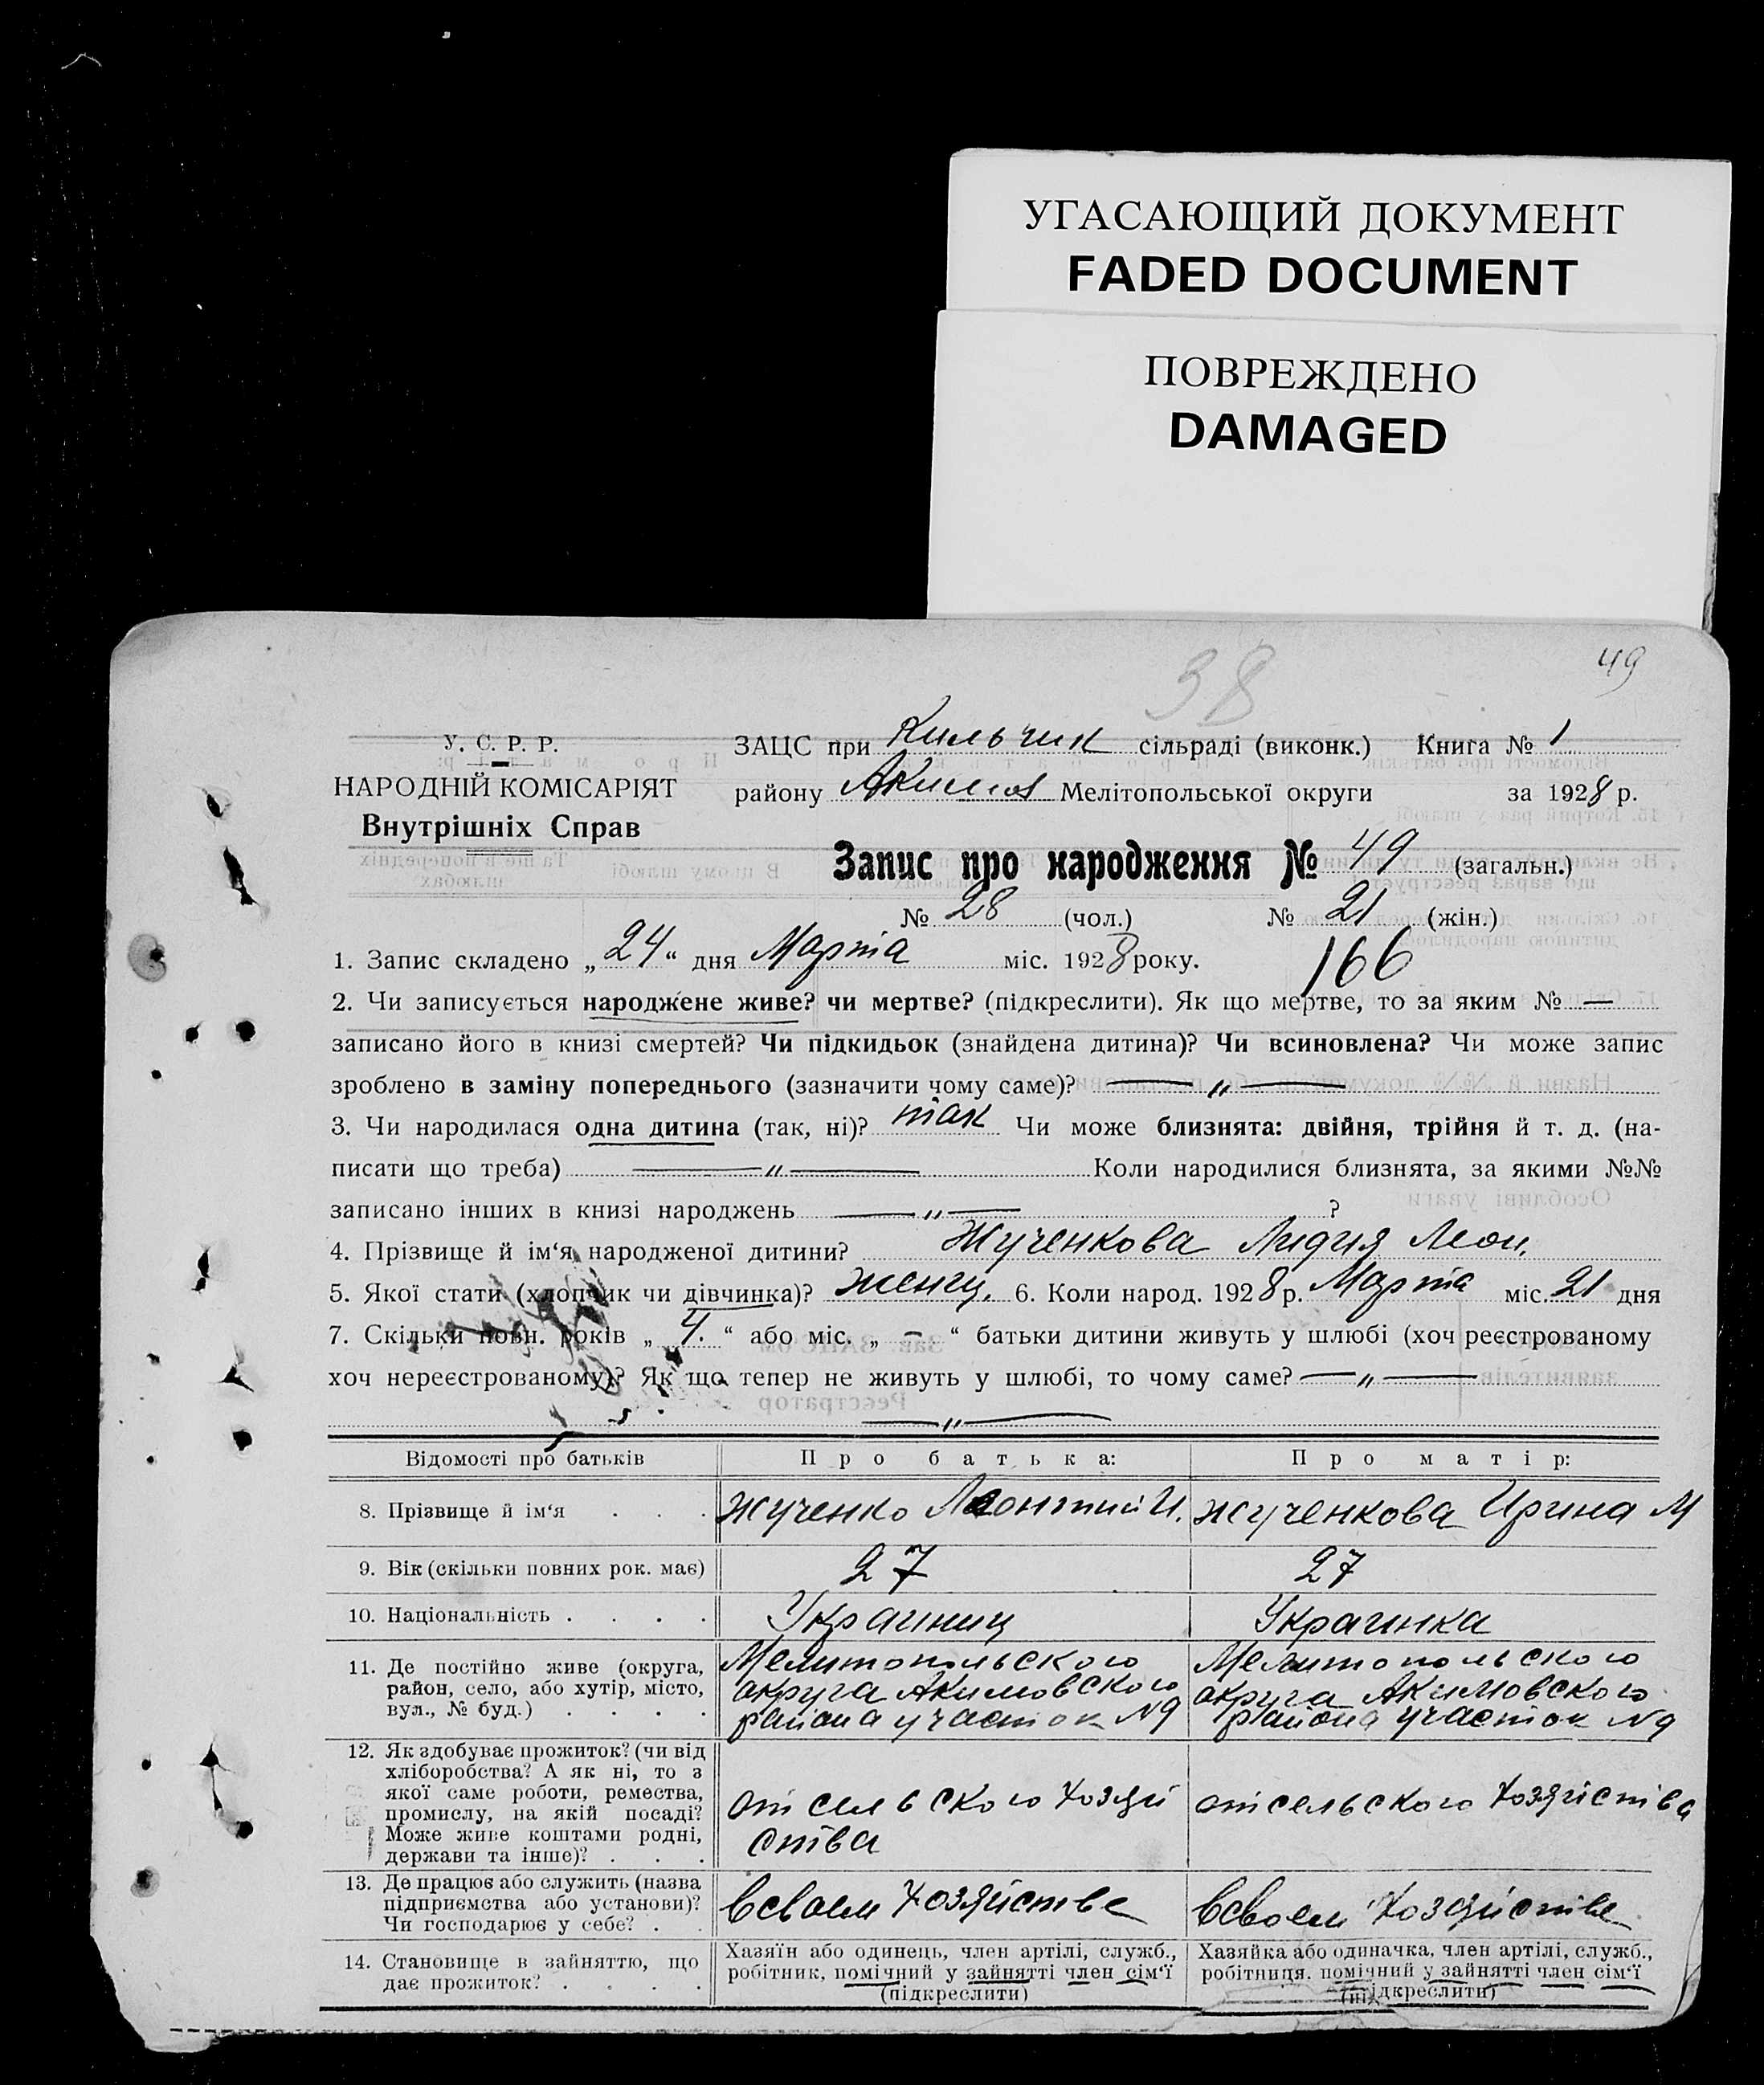 УГАСАЮЩИЙ ДОКУМЕНТ
FADED DOCUMENT
ПОВРЕЖДЕНО
DAMAGED
49
38
У. С. Р. Р.
НАРОДНІЙ КОМІСАРІЯТ
Внутрішніх Справ
ЗАЦС при Кильчик сільраді (виконк.) Книга № 1
району Акимов Мелітопольської округи за 1928 р.
Запис про народження № 49 (загальн.)
№ 28 (чол.) № 21 (жін.)
166
1. Запис складено „24“ дня Марта міс. 1928 року.
2. Чи записується народжене живе? чи мертве? (підкреслити). Як що мертве, то за яким № —
записано його в книзі смертей? Чи підкидьок (знайдена дитина)? Чи всиновлена? Чи може запис
зроблено в заміну попереднього (зазначити чому саме)? — „ —
3. Чи народилася одна дитина (так, ні)? так Чи може близнята: двійня, трійня й т. д. (на-
писати що треба) — „ — Коли народилися близнята, за якими №№
записано інших в книзі народжень — „ — ?
4. Прізвище й ім‘я народженої дитини? Жученкова Лидия Леон.
5. Якої стати (хлопчик чи дівчинка)? женщ. 6. Коли народ. 1928 р. Марта міс. 21 дня
7. Скільки повн. років „ 4. “ або міс. „ — “ батьки дитини живуть у шлюбі (хоч реєстрованому
хоч нереєстрованому)? Як що тепер не живуть у шлюбі, то чому саме? — „ —
— „ —
Відомості про батьків Про батька: Про матір:
8. Прізвище й ім‘я . . . Жученко Леонтий И. Жученкова Ирина М
9. Вік (скільки повних рок. має) 27 27
10. Національність . . . . Украинец Украинка
11. Де постійно живе (округа,
район, село, або хутір, місто,
вул., № буд.) . . . .
Мелитопольского
округа Акимовского
района участок №9
Мелитопольского
округа Акимовского
района участок №9
12. Як здобуває прожиток? (чи від
хліборобства? А як ні, то з
якої саме роботи, ремества,
промислу, на якій посаді?
Може живе коштами родні,
держави та інше)? . . .
от сельского хозяй
ства
от сельского хозяйства
13. Де працює або служить (назва
підприємства або установи)?
Чи господарює у себе? . .
в своем хозяйстве
в своем хозяйстве
14. Становище в зайняттю, що
дає прожиток? . . . .
Хазяїн або одинець, член артілі, служб.,
робітник, помічний у зайнятті член сім‘ї
(підкреслити)
Хазяйка або одиначка, член артілі, служб.,
робітниця, помічний у зайнятті член сім‘ї
(підкреслити)